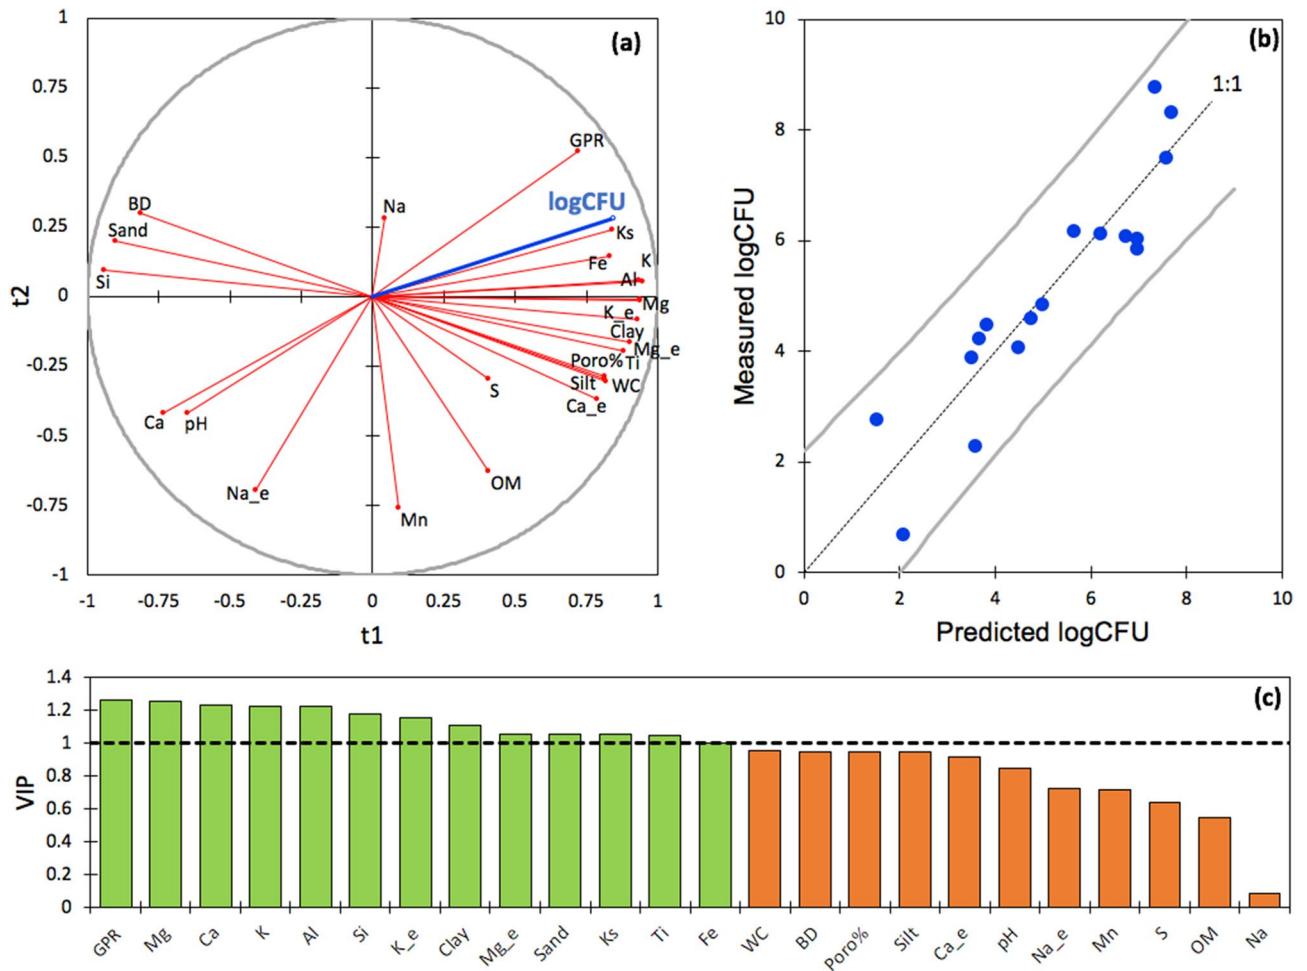 (a)
1
0.75
0.5
0.25
0
-0.25
-0.5
-0.75
-1
t2
GPR
logCFU
BD
Na
Sand
Ks
Fe
K
Al
Si
Mg
K_e
Clay
Mg_e
Poro% Ti
Silt WC
S
Ca_e
Ca
pH
OM
Na_e
Mn
-1 -0.75 -0.5 -0.25 0 0.25 0.5 0.75 1
t1
(b)
10
8
6
4
2
0
1:1
Measured logCFU
0 2 4 6 8 10
Predicted logCFU
(c)
1.4
1.2
1
0.8
0.6
0.4
0.2
0
VIP
GPR Mg Ca K Al Si K_e Clay Mg_e Sand Ks Ti Fe WC BD Poro% Silt Ca_e pH Na_e Mn S OM Na